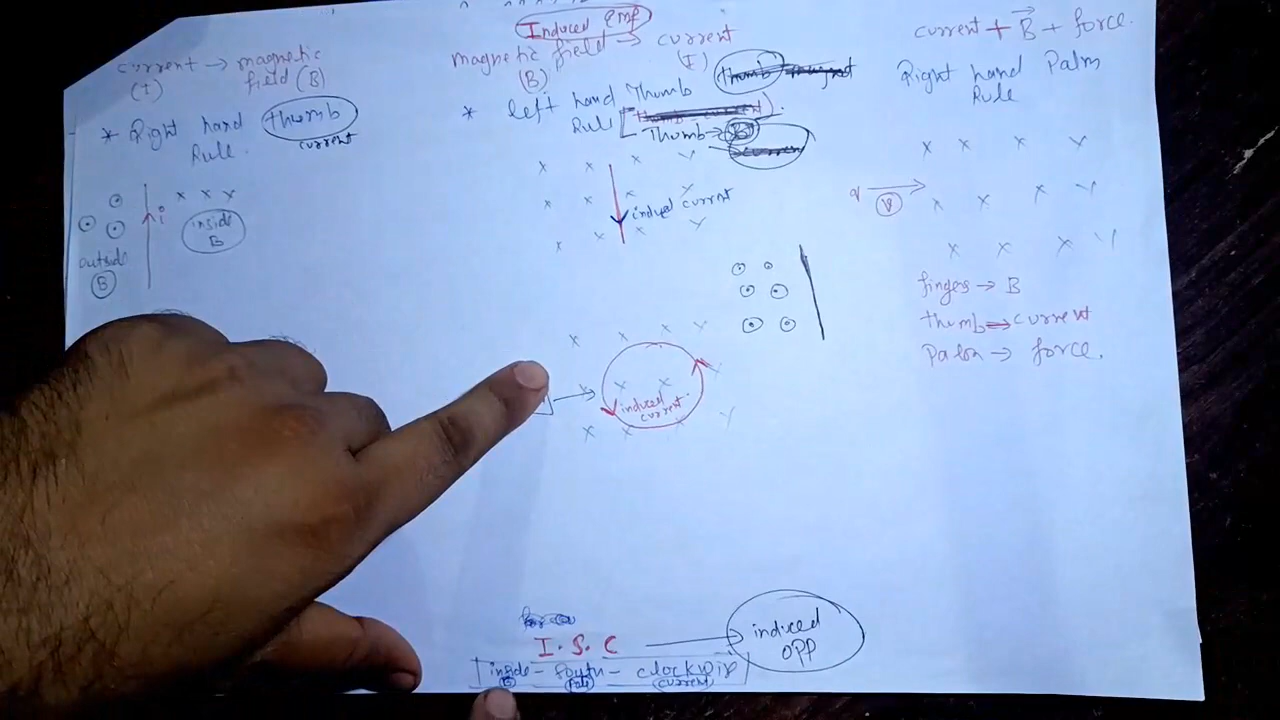 Induced Emf
current → magnetic
(I) field (B)
* Right hand thumb
Rule. current
i
inside
B
outside
B
magnetic field → current
(B) (I)
* left hand Thumb
Rule
Thumb → B
induced current
induced
current
current + B + force.
Right hand Palm
Rule
q → V
fingers → B
thumb → current
Palm → force.
I. S. C → induced
opp
inside - South - clockwise
B Pole current